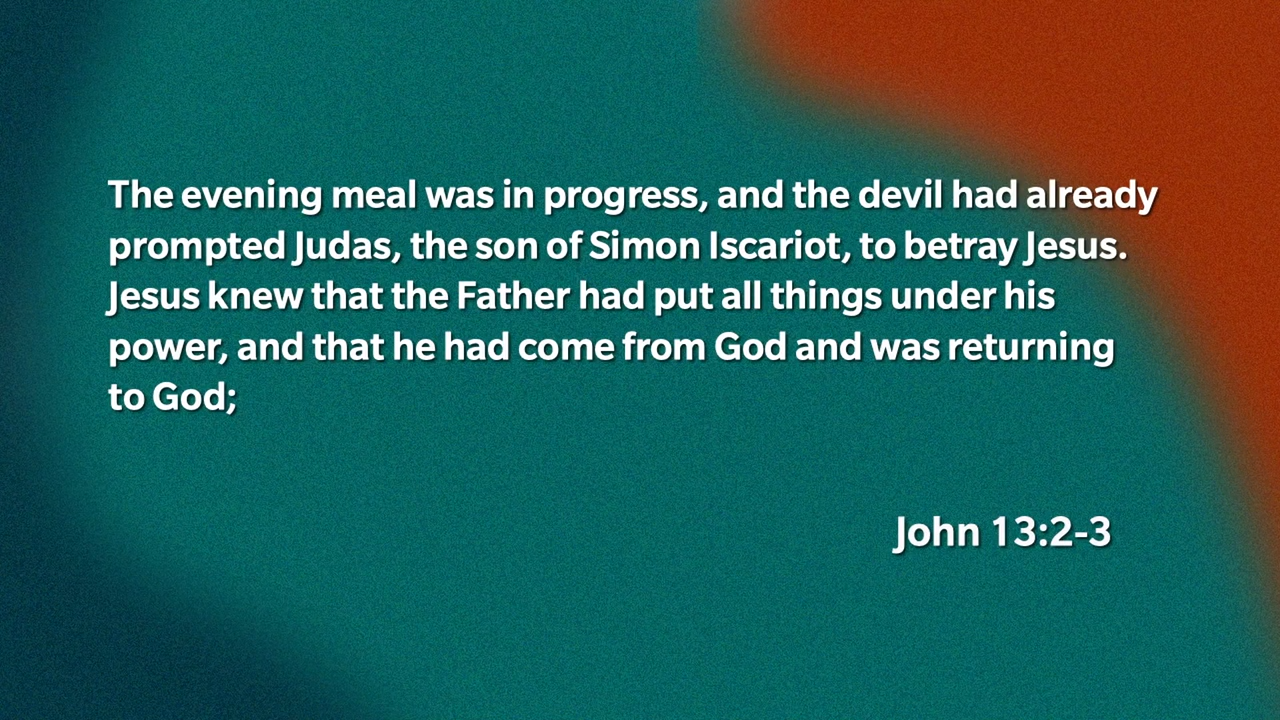 The evening meal was in progress, and the devil had already
prompted Judas, the son of Simon Iscariot, to betray Jesus.
Jesus knew that the Father had put all things under his
power, and that he had come from God and was returning
to God;
John 13:2-3